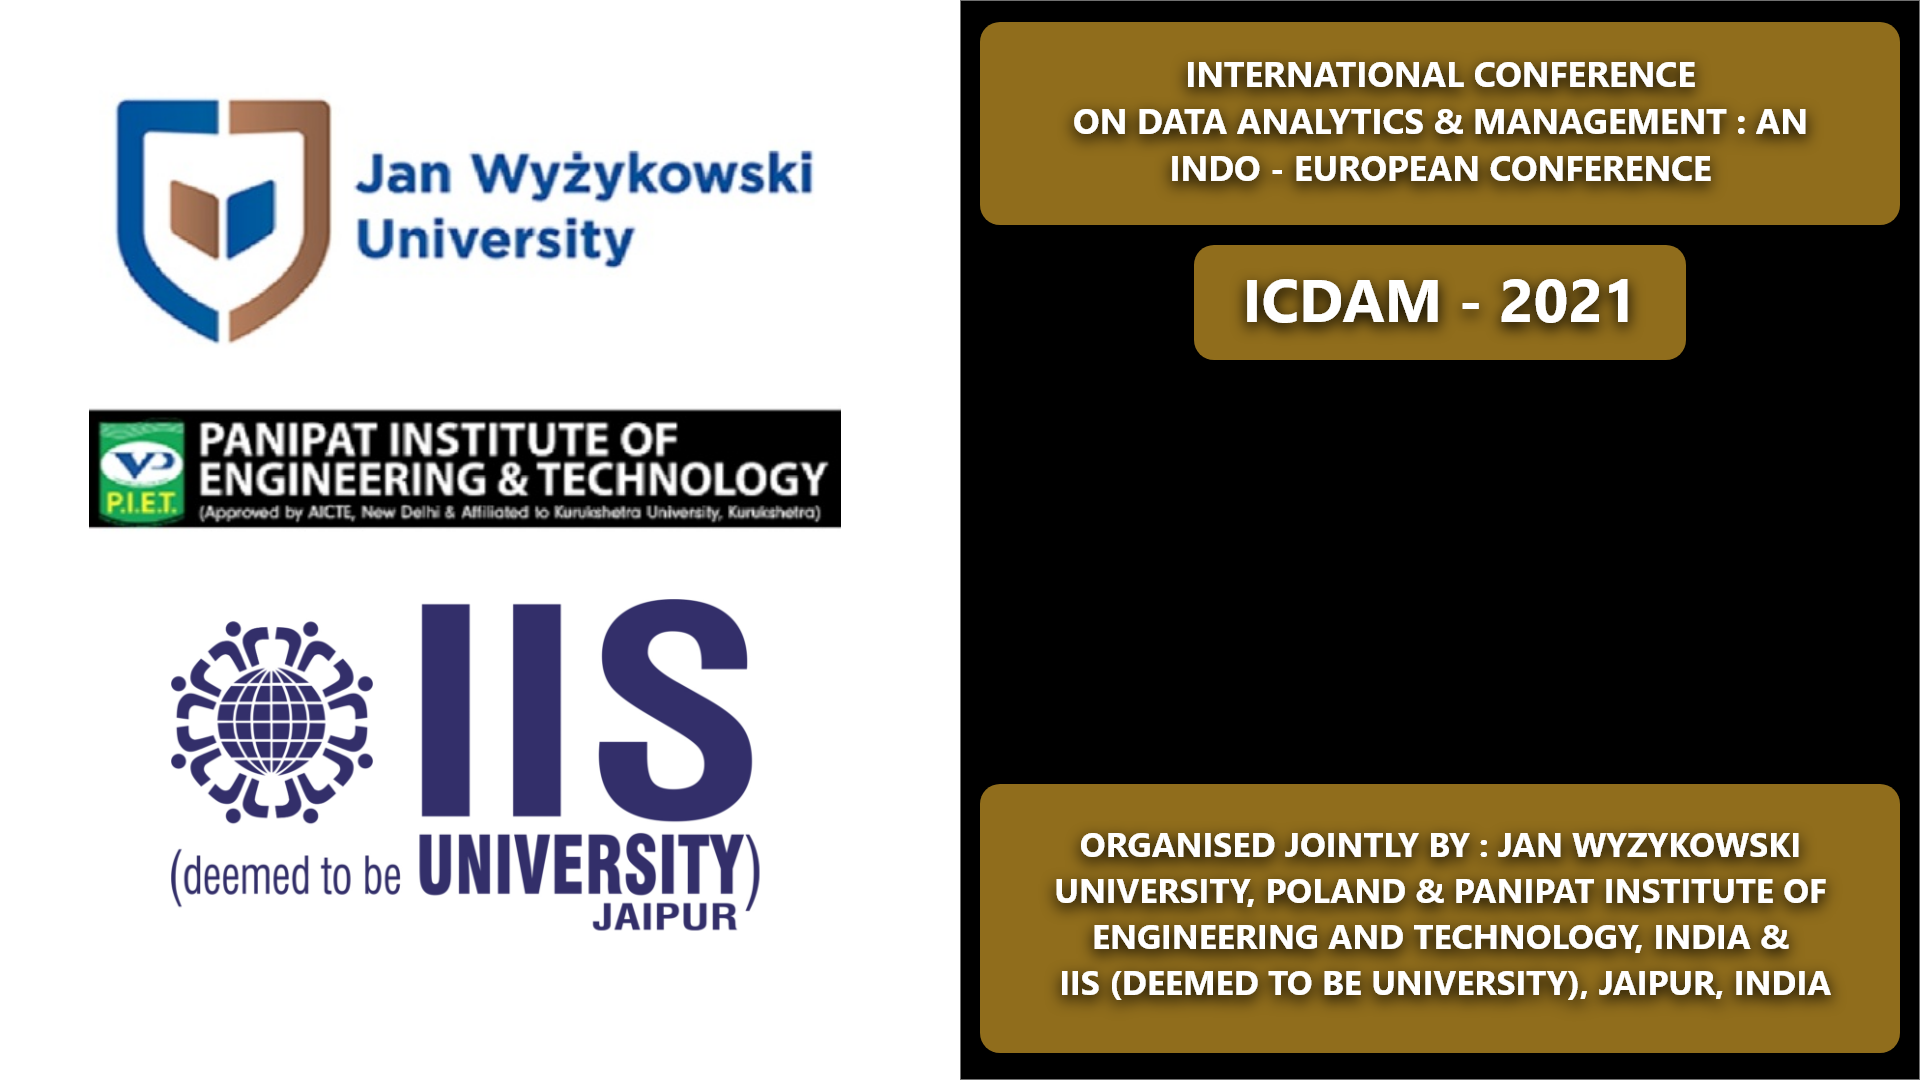 Jan Wyżykowski
University
PANIPAT INSTITUTE OF
ENGINEERING & TECHNOLOGY
(Approved by AICTE, New Delhi & Affiliated to Kurukshetra University, Kurukshetra)
P.I.E.T.
IIS
(deemed to be UNIVERSITY)
JAIPUR
INTERNATIONAL CONFERENCE
ON DATA ANALYTICS & MANAGEMENT : AN
INDO - EUROPEAN CONFERENCE
ICDAM - 2021
ORGANISED JOINTLY BY : JAN WYZYKOWSKI
UNIVERSITY, POLAND & PANIPAT INSTITUTE OF
ENGINEERING AND TECHNOLOGY, INDIA &
IIS (DEEMED TO BE UNIVERSITY), JAIPUR, INDIA